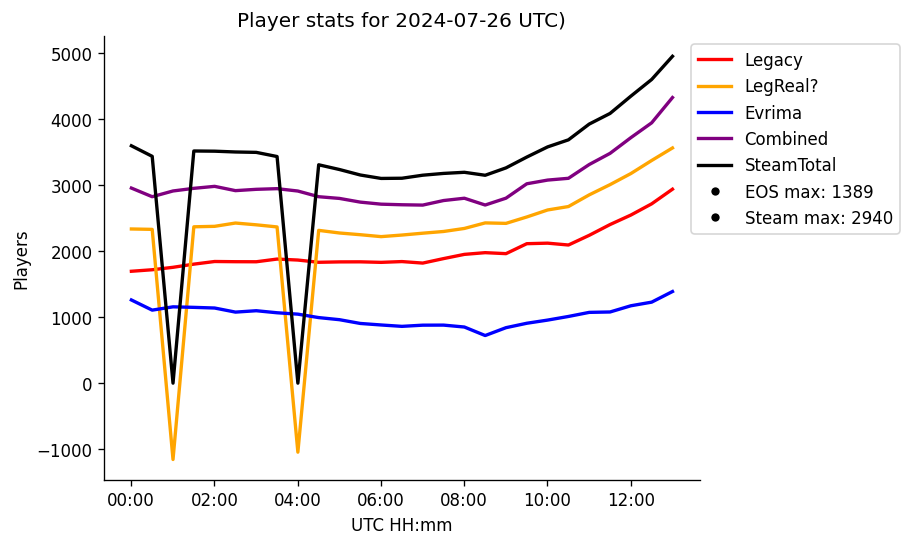 Player stats for 2024-07-26 UTC)
Legacy
LegReal?
Evrima
Combined
SteamTotal
EOS max: 1389
Steam max: 2940
Players
5000
4000
3000
2000
1000
0
−1000
00:00 02:00 04:00 06:00 08:00 10:00 12:00
UTC HH:mm